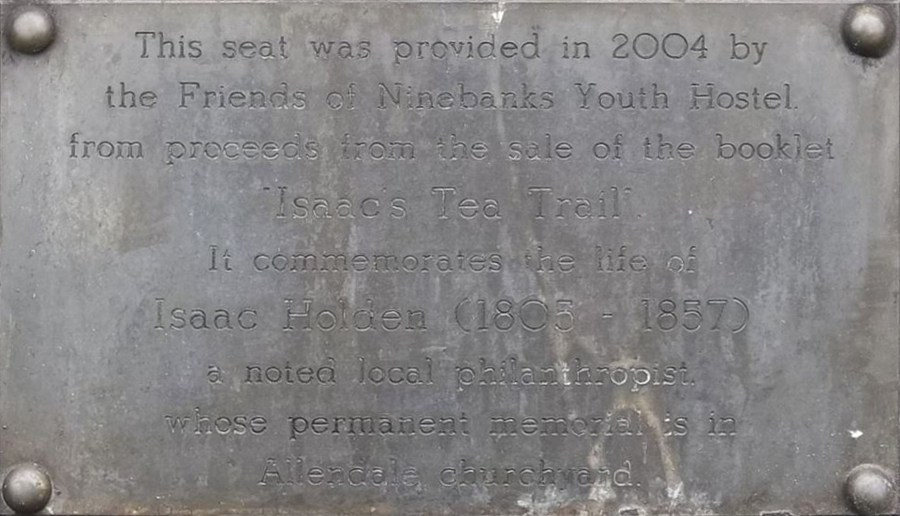 This seat was provided in 2004 by
the Friends of Ninebanks Youth Hostel.
from proceeds from the sale of the booklet
"Isaac's Tea Trail".
It commemorates the life of
Isaac Holden (1805 - 1857)
a noted local philanthropist,
whose permanent memorial is in
Allendale churchyard.